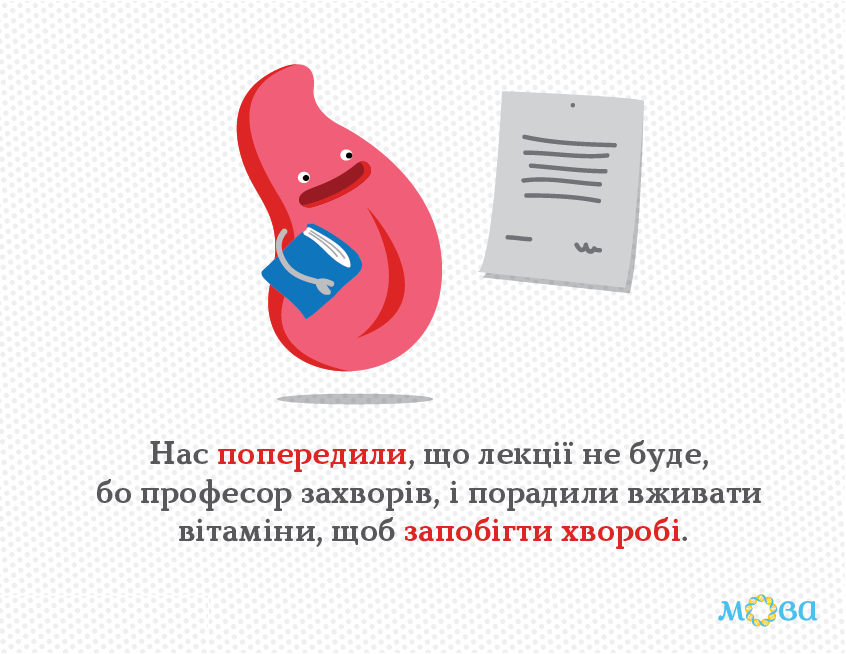 Нас попередили, що лекції не буде,
бо професор захворів, і порадили вживати
вітаміни, щоб запобігти хворобі.
мова